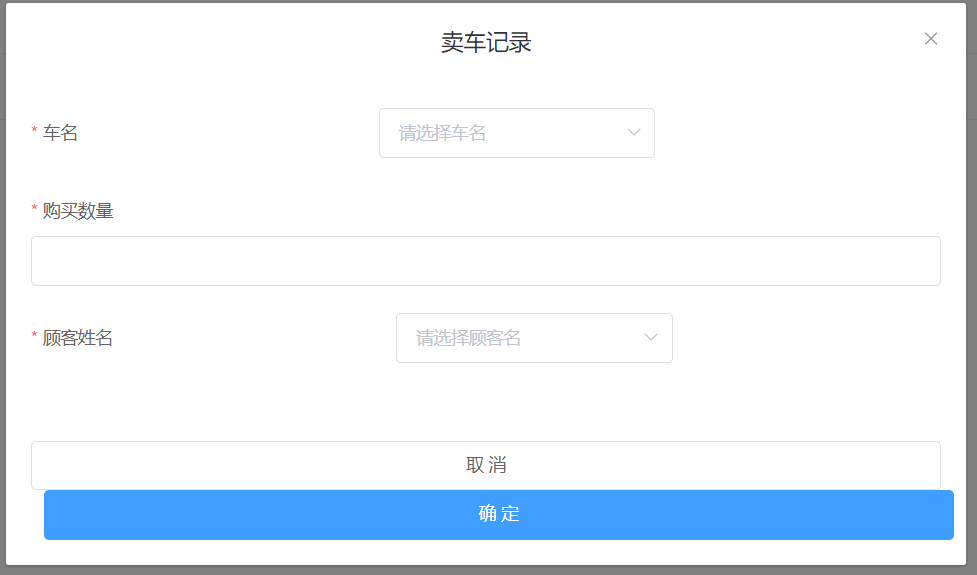 卖车记录
* 车名
请选择车名
* 购买数量
* 顾客姓名
请选择顾客名
取 消
确 定